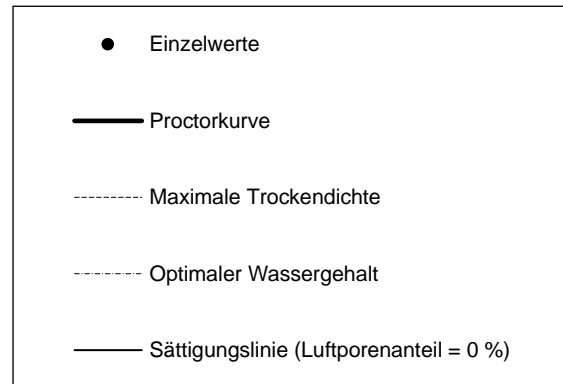 Einzelwerte
Proctorkurve
Maximale Trockendichte
Optimaler Wassergehalt
Sättigungslinie (Luftporenanteil = 0 %)